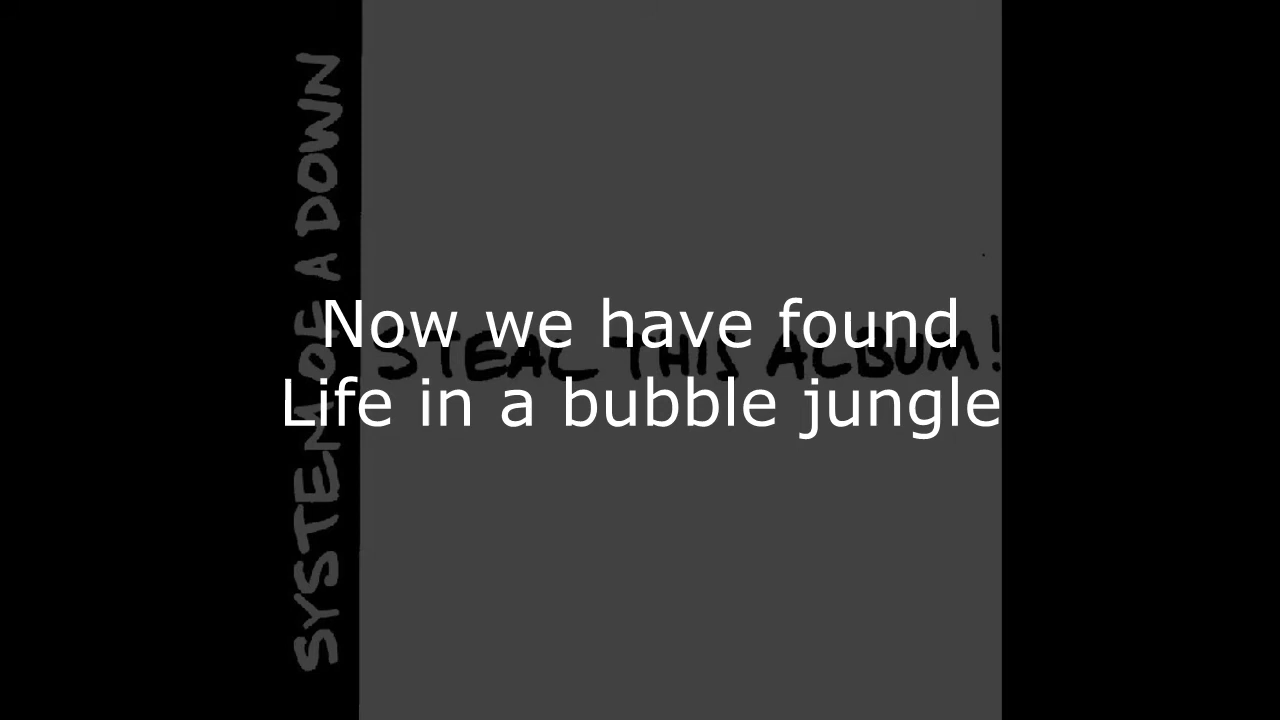 SYSTEM OF A DOWN
STEAL THIS ALBUM!
Now we have found
Life in a bubble jungle